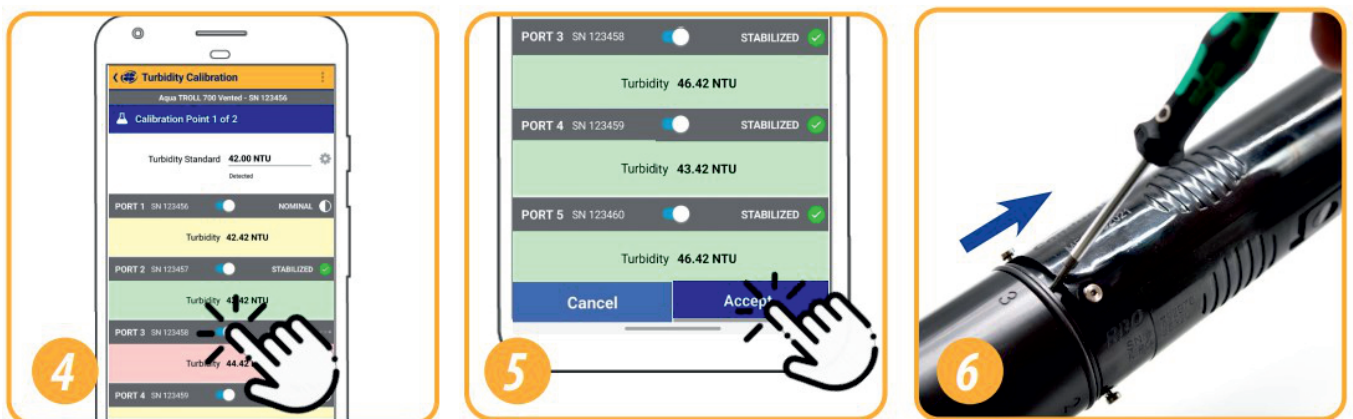 Turbidity Calibration
Aqua TROLL 700 Vented - SN 123456
Calibration Point 1 of 2
Turbidity Standard 42.00 NTU
Detected
PORT 1 SN 123456 NOMINAL
Turbidity 42.42 NTU
PORT 2 SN 123457 STABILIZED
Turbidity NTU
PORT 3 SN 123458
Turbidity
PORT 4 SN 123459
4
PORT 3 SN 123458 STABILIZED
Turbidity 46.42 NTU
PORT 4 SN 123459 STABILIZED
Turbidity 43.42 NTU
PORT 5 SN 123460 STABILIZED
Turbidity 46.42 NTU
Cancel Accept
5
3
6